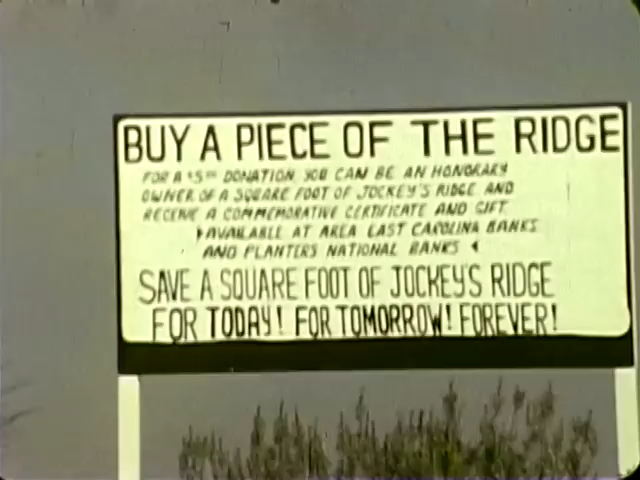 BUY A PIECE OF THE RIDGE
FOR A $5.00 DONATION YOU CAN BE AN HONORARY
OWNER OF A SQUARE FOOT OF JOCKEY'S RIDGE AND
RECEIVE A COMMEMORATIVE CERTIFICATE AND GIFT
AVAILABLE AT AREA EAST CAROLINA BANKS
AND PLANTERS NATIONAL BANKS
SAVE A SQUARE FOOT OF JOCKEY'S RIDGE
FOR TODAY! FOR TOMORROW! FOREVER!